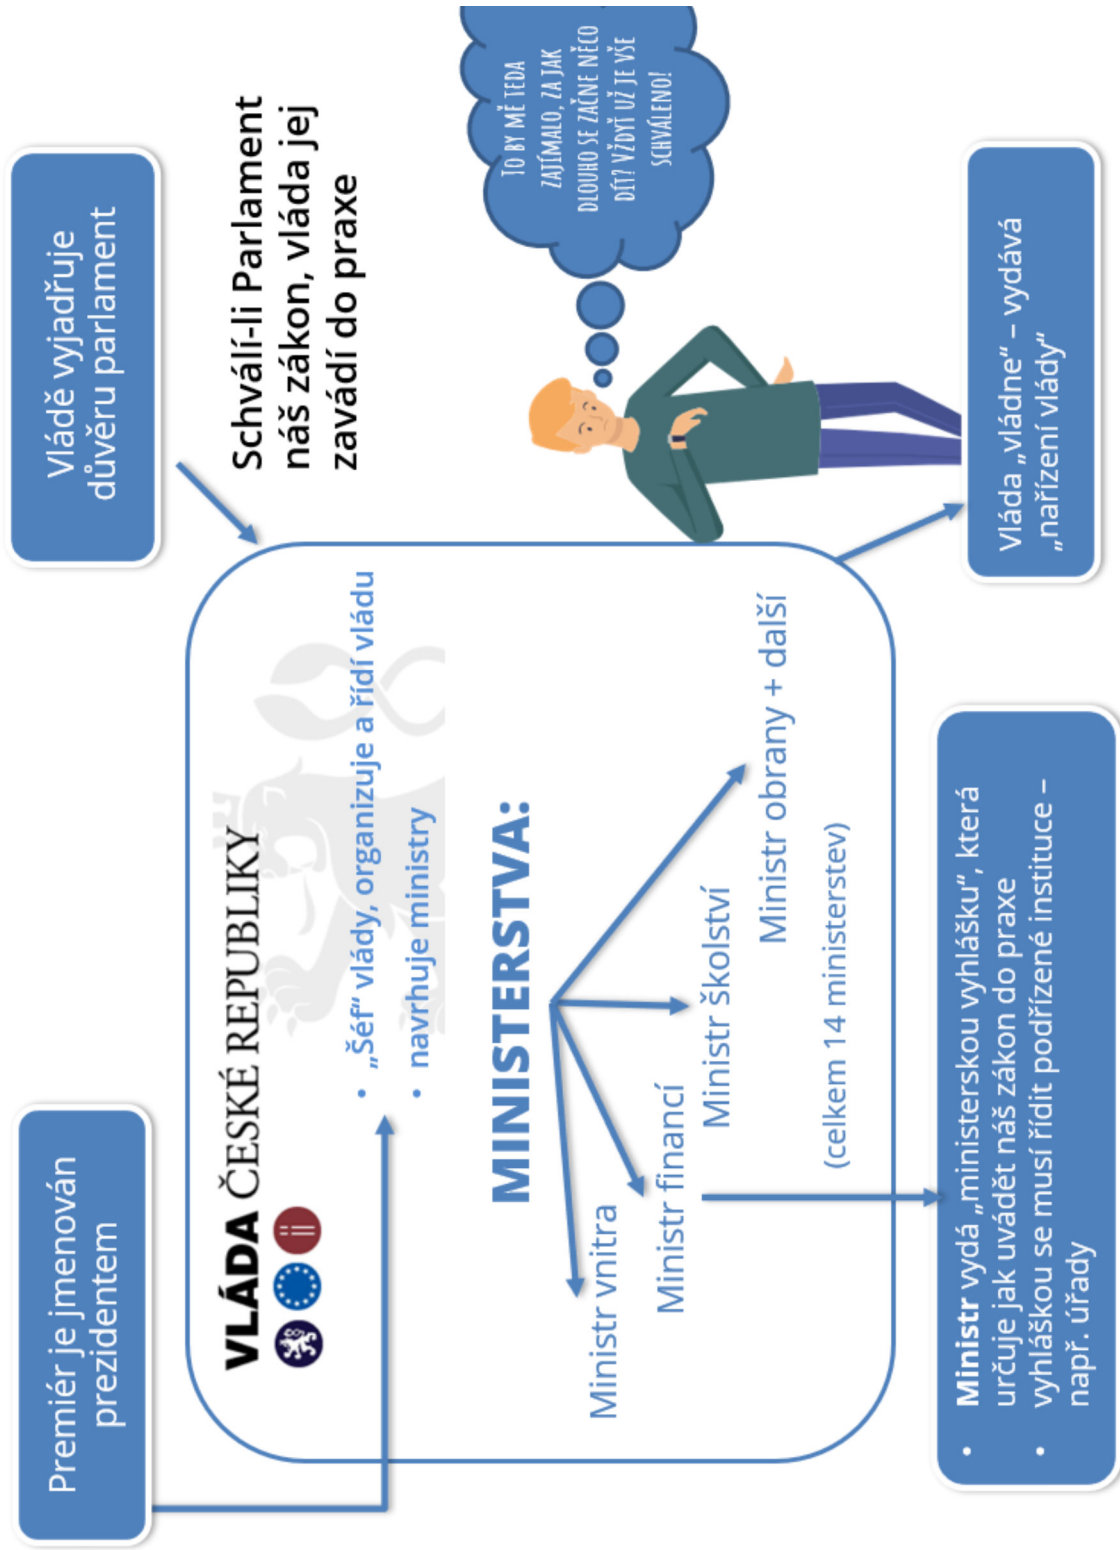 Premiér je jmenován
prezidentem
Vládě vyjadřuje
důvěru parlament
VLÁDA ČESKÉ REPUBLIKY
• „Šéf“ vlády, organizuje a řídí vládu
• navrhuje ministry
MINISTERSTVA:
Ministr vnitra
Ministr financí
Ministr školství
Ministr obrany + další
(celkem 14 ministerstev)
Schválí-li Parlament
náš zákon, vláda jej
zavádí do praxe
TO BY MĚ TEDA
ZAJÍMALO, ZA JAK
DLOUHO SE ZAČNE NĚCO
DÍT? VŽDYŤ UŽ JE VŠE
SCHVÁLENO!
• Ministr vydá „ministerskou vyhlášku“, která
určuje jak uvádět náš zákon do praxe
• vyhláškou se musí řídit podřízené instituce –
např. úřady
Vláda „vládne“ – vydává
„nařízení vlády“